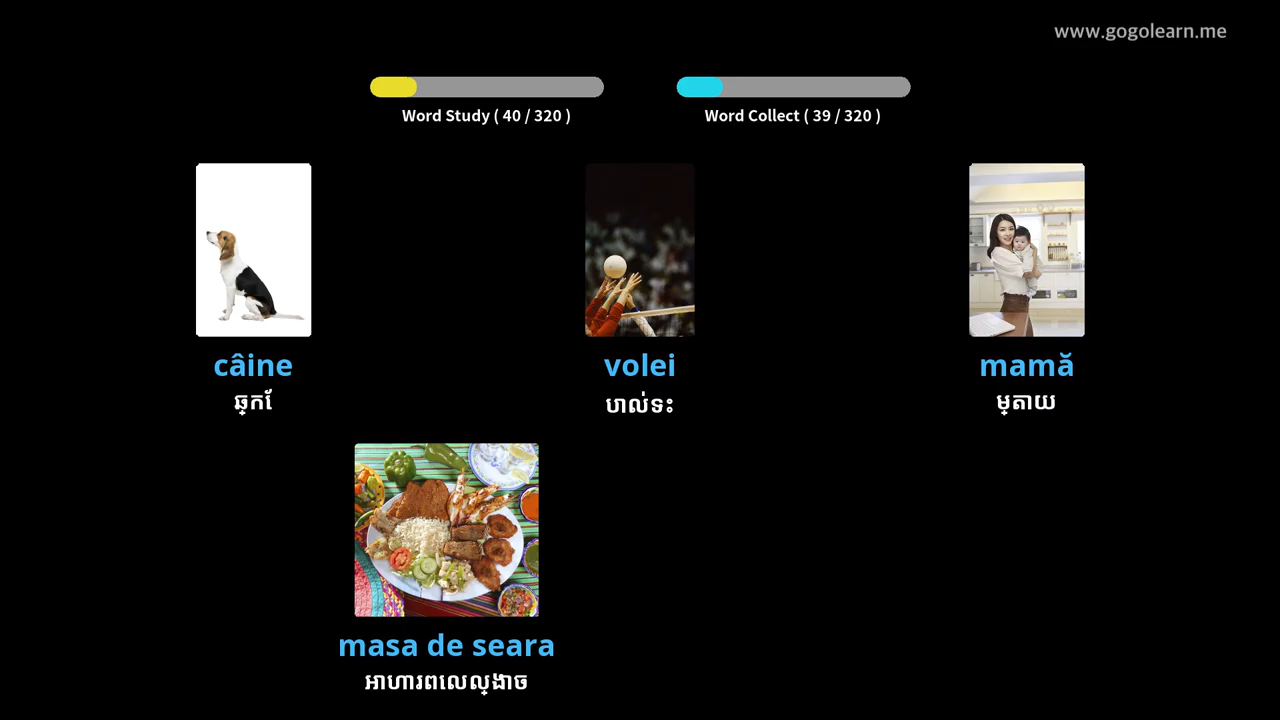 www.gogolearn.me
Word Study ( 40 / 320 )
Word Collect ( 39 / 320 )
câine
volei
mamă
ឆ្កែ
បាល់ទះ
ម្តាយ
masa de seara
អាហារពេលល្ងាច